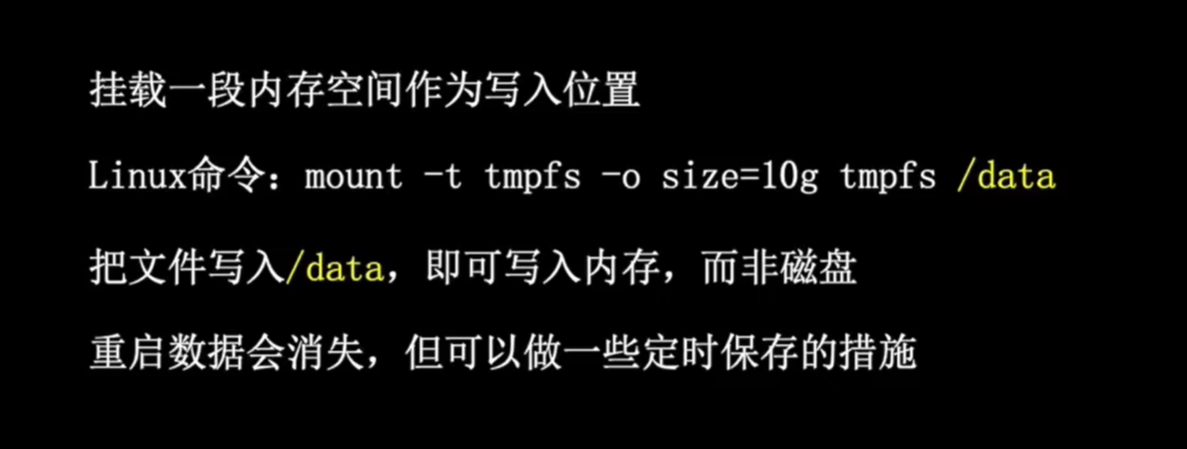 挂载一段内存空间作为写入位置
Linux命令：mount -t tmpfs -o size=10g tmpfs /data
把文件写入/data，即可写入内存，而非磁盘
重启数据会消失，但可以做一些定时保存的措施